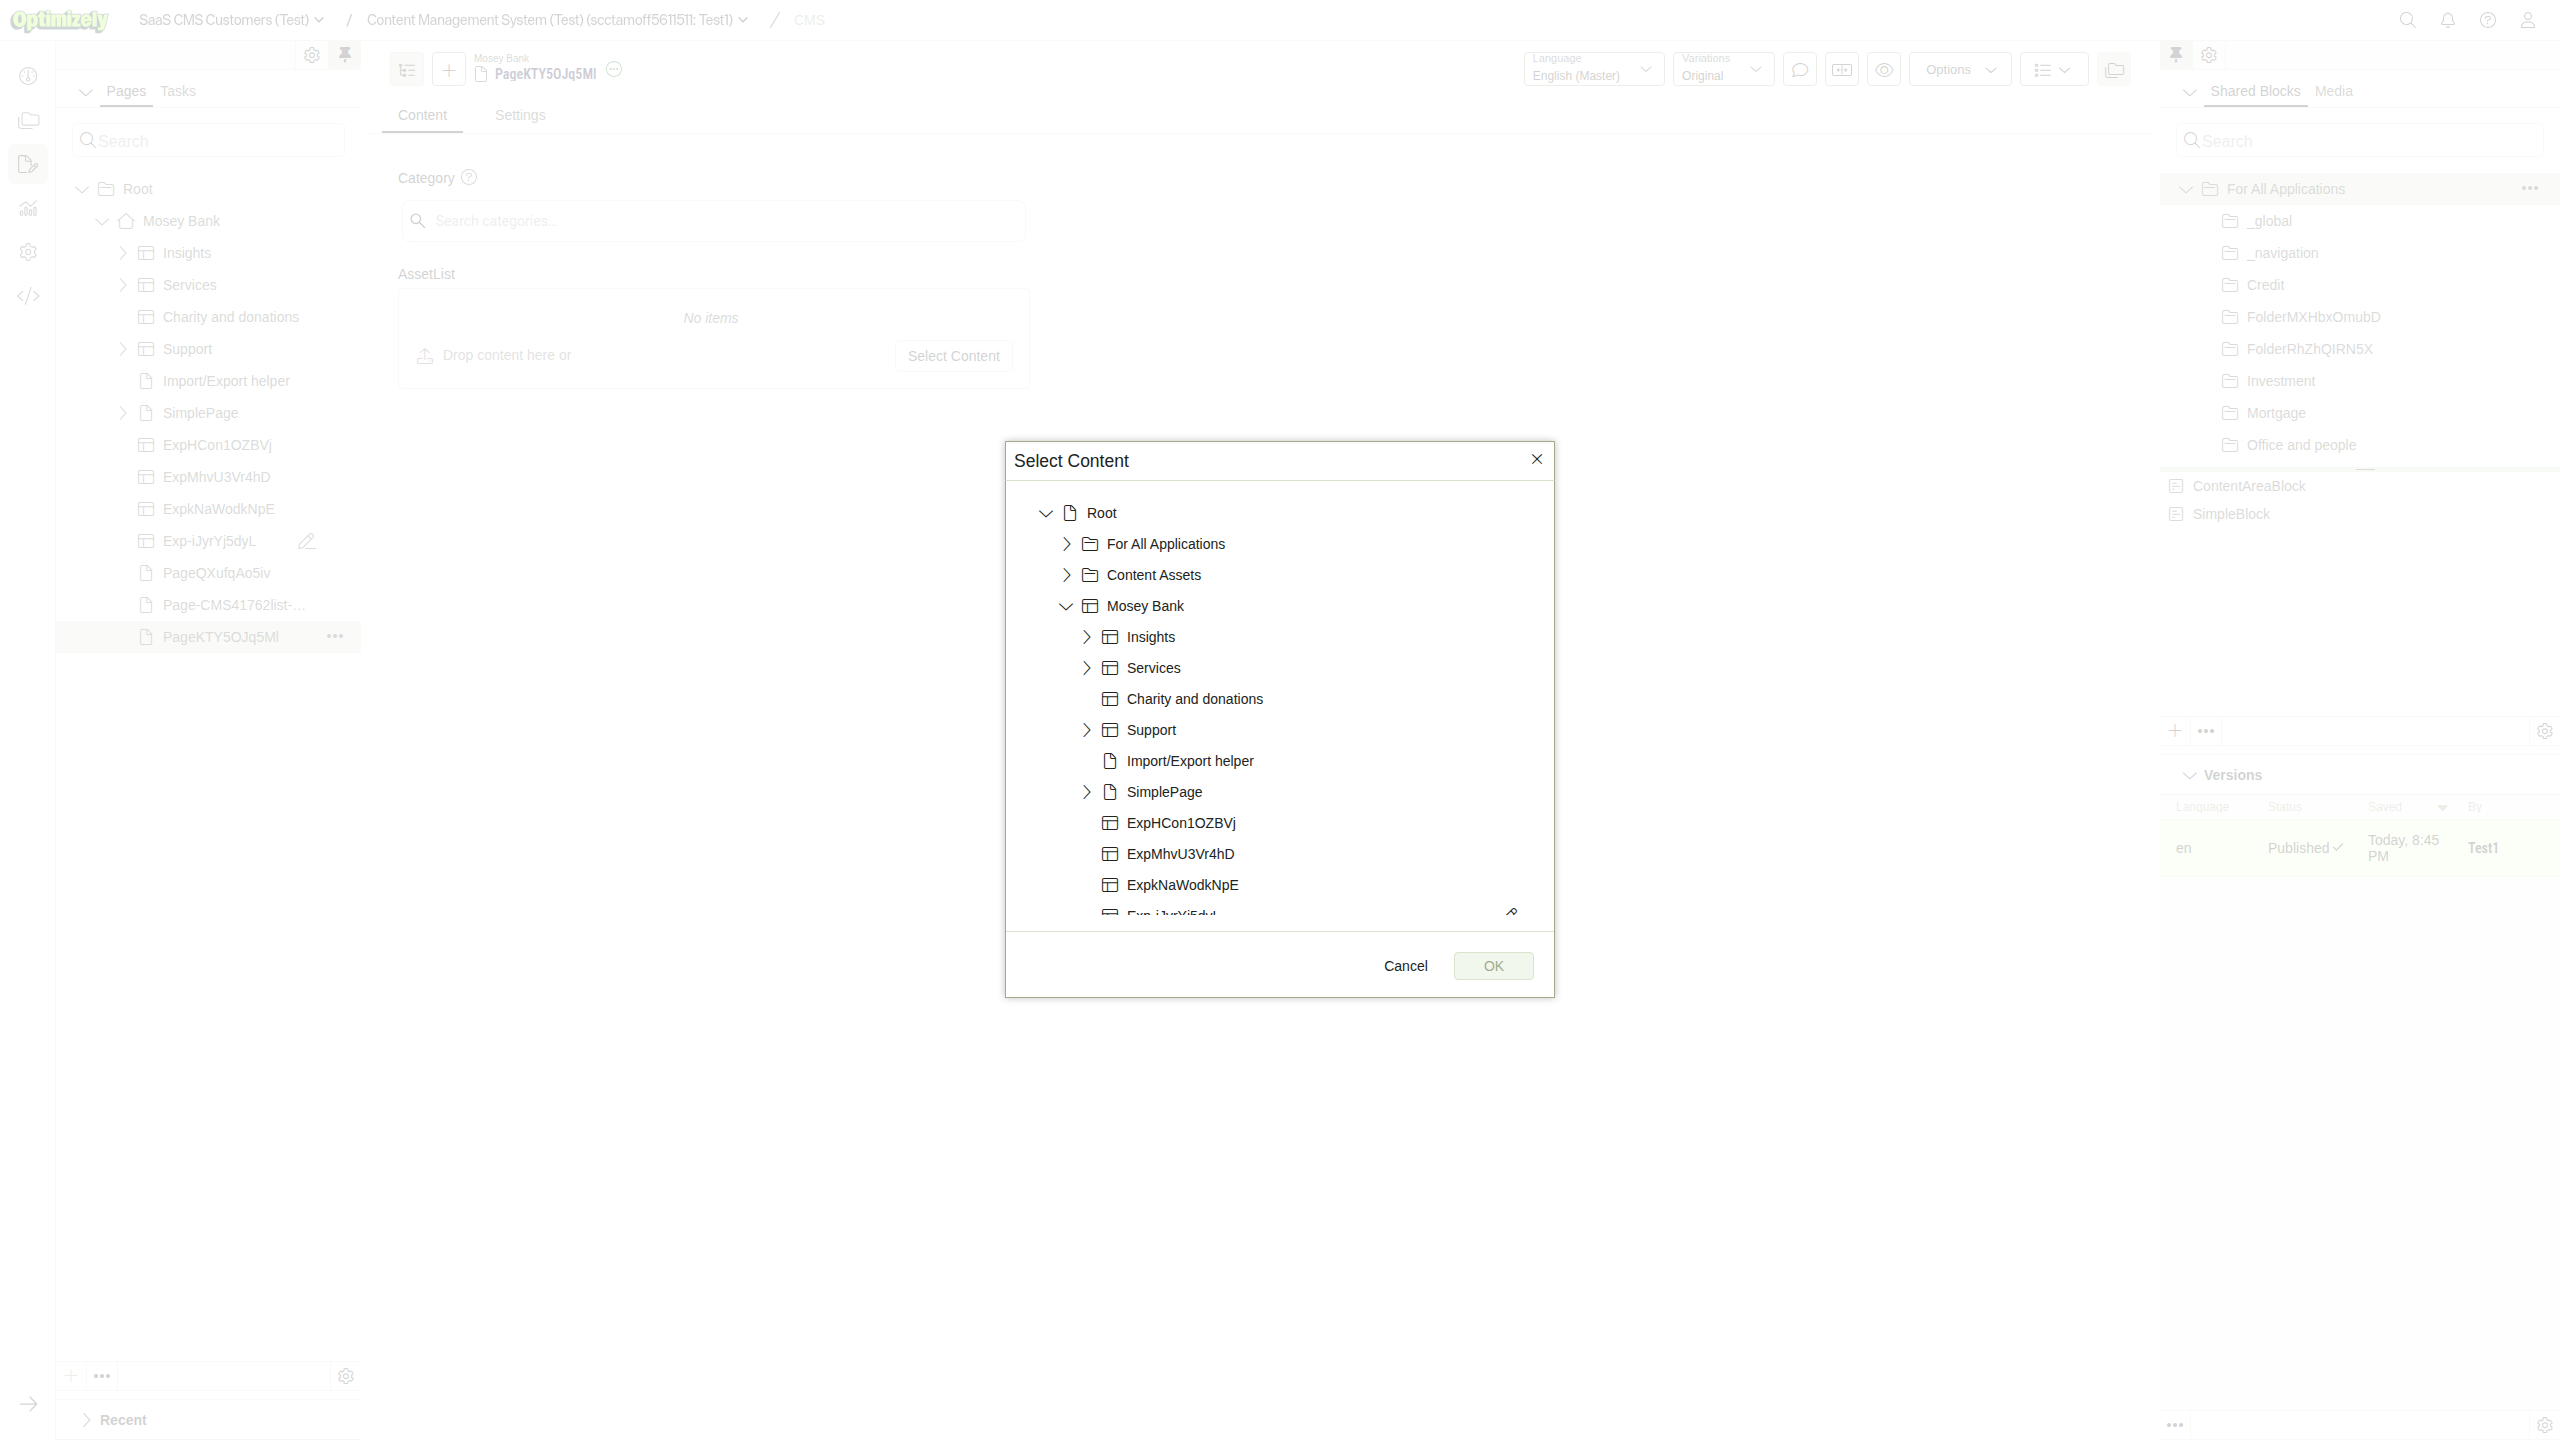 Optimizely
SaaS CMS Customers (Test) / Content Management System (Test) (scctamoff5611511: Test1) / CMS
Pages Tasks
Search
Root
Mosey Bank
Insights
Services
Charity and donations
Support
Import/Export helper
SimplePage
ExpHCon1OZBVj
ExpMhvU3Vr4hD
ExpkNaWodkNpE
Exp-iJyrYj5dyL
PageQXufqAo5iv
Page-CMS41762list-...
PageKTY5OJq5Ml
Recent
Mosey Bank
PageKTY5OJq5Ml
Language
English (Master)
Variations
Original
Options
Content Settings
Category
Search categories...
AssetList
No items
Drop content here or
Select Content
Select Content
Root
For All Applications
Content Assets
Mosey Bank
Insights
Services
Charity and donations
Support
Import/Export helper
SimplePage
ExpHCon1OZBVj
ExpMhvU3Vr4hD
ExpkNaWodkNpE
Exp-iJyrYj5dyL
Cancel OK
Shared Blocks Media
Search
For All Applications
_global
_navigation
Credit
FolderMXHbxOmubD
FolderRhZhQIRN5X
Investment
Mortgage
Office and people
ContentAreaBlock
SimpleBlock
Versions
Language Status Saved By
en Published Today, 8:45 PM Test1